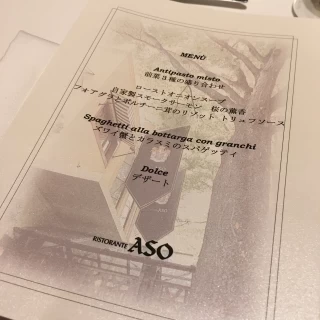 MENÙ
Antipasto misto
前菜3種の盛り合わせ
ローストオニオンスープ
自家製スモークサーモン 桜の薫香
フォアグラとポルチーニ茸のリゾット トリュフソース
Spaghetti alla bottarga con granchi
ズワイ蟹とカラスミのスパゲッティ
Dolce
デザート
RISTORANTE ASO